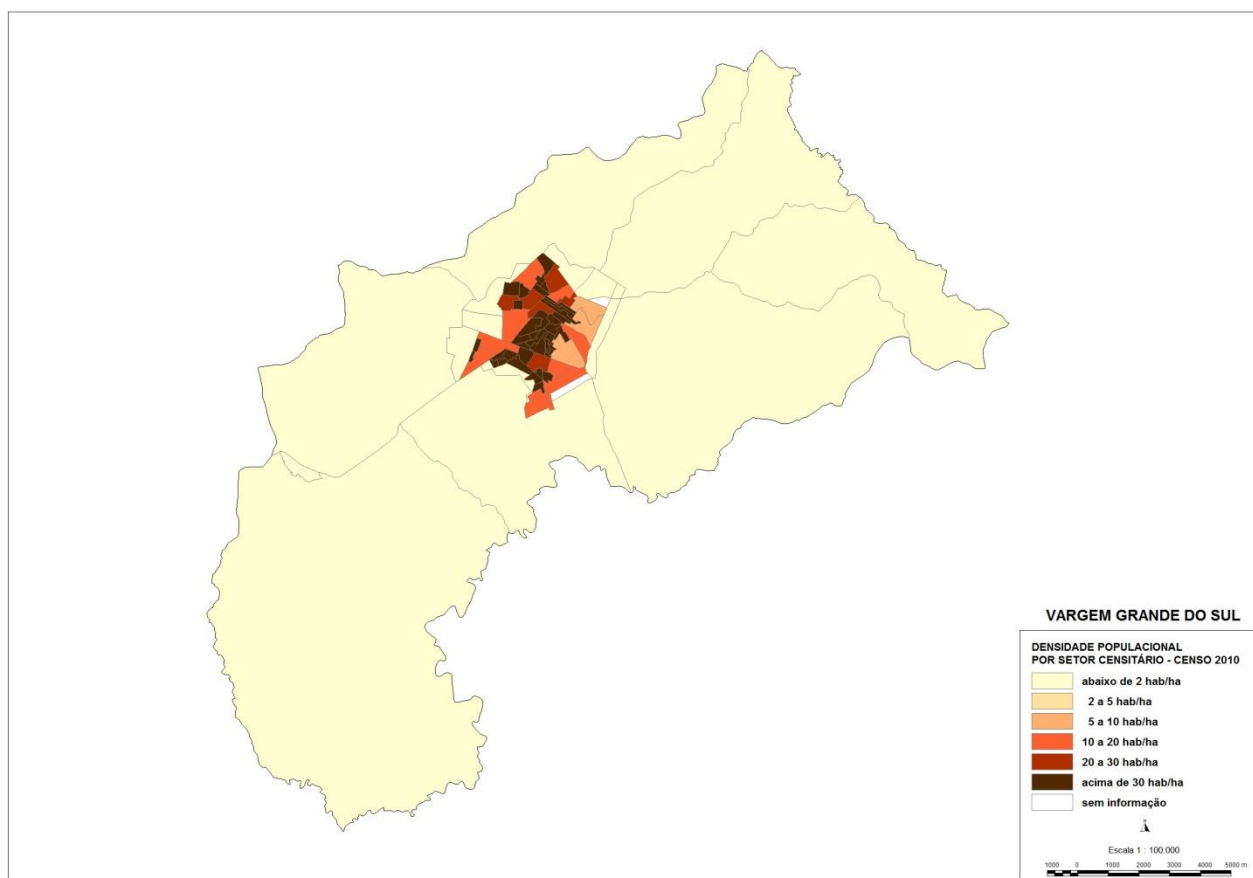 VARGEM GRANDE DO SUL
DENSIDADE POPULACIONAL
POR SETOR CENSITÁRIO - CENSO 2010
abaixo de 2 hab/ha
2 a 5 hab/ha
5 a 10 hab/ha
10 a 20 hab/ha
20 a 30 hab/ha
acima de 30 hab/ha
sem informação
Escala 1 : 100.000
1000 0 1000 2000 3000 4000 5000 m